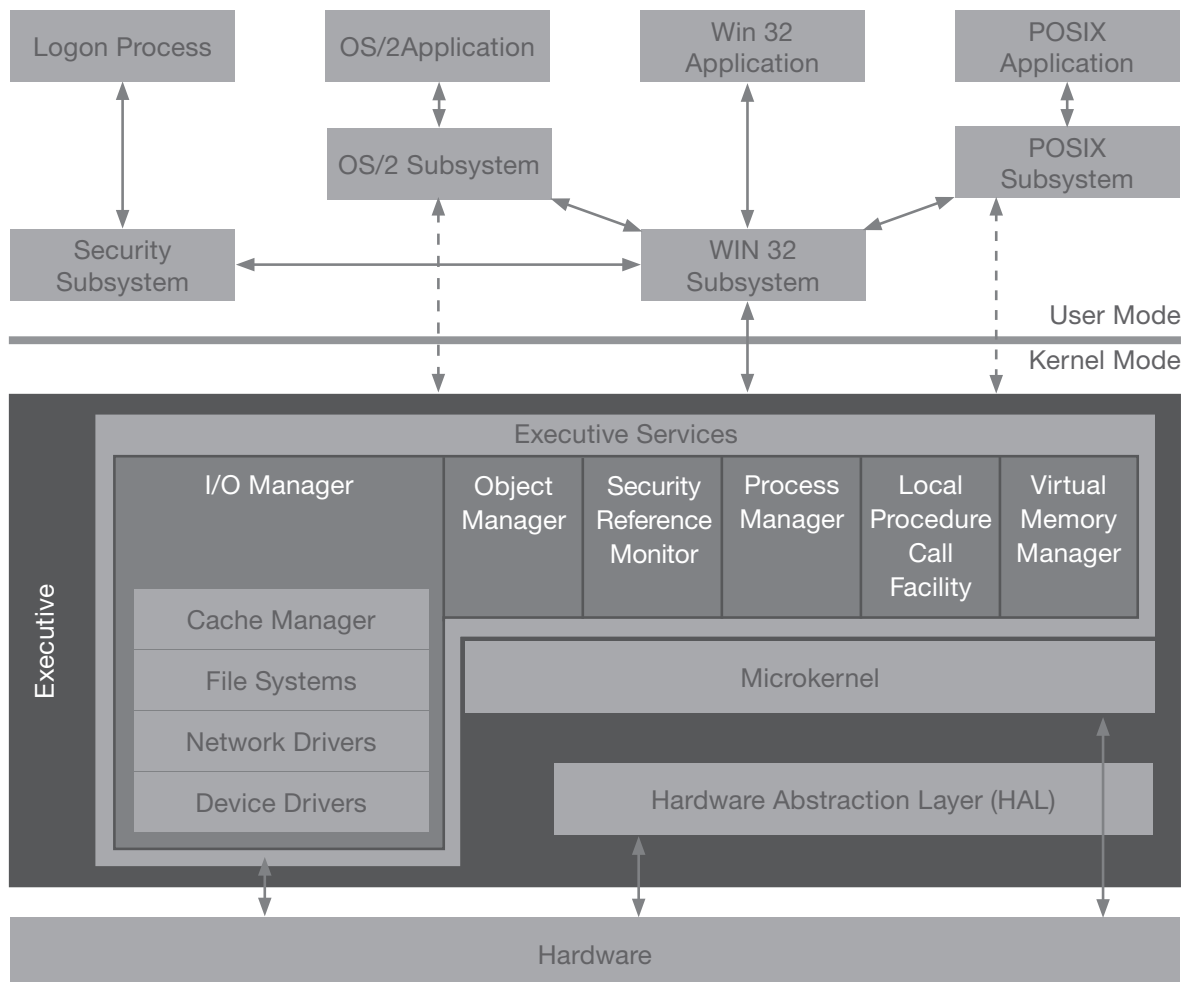 Logon Process
OS/2Application
Win 32
Application
POSIX
Application
OS/2 Subsystem
POSIX
Subsystem
Security
Subsystem
WIN 32
Subsystem
User Mode
Kernel Mode
Executive
Executive Services
I/O Manager
Object
Manager
Security
Reference
Monitor
Process
Manager
Local
Procedure
Call
Facility
Virtual
Memory
Manager
Cache Manager
File Systems
Network Drivers
Device Drivers
Microkernel
Hardware Abstraction Layer (HAL)
Hardware